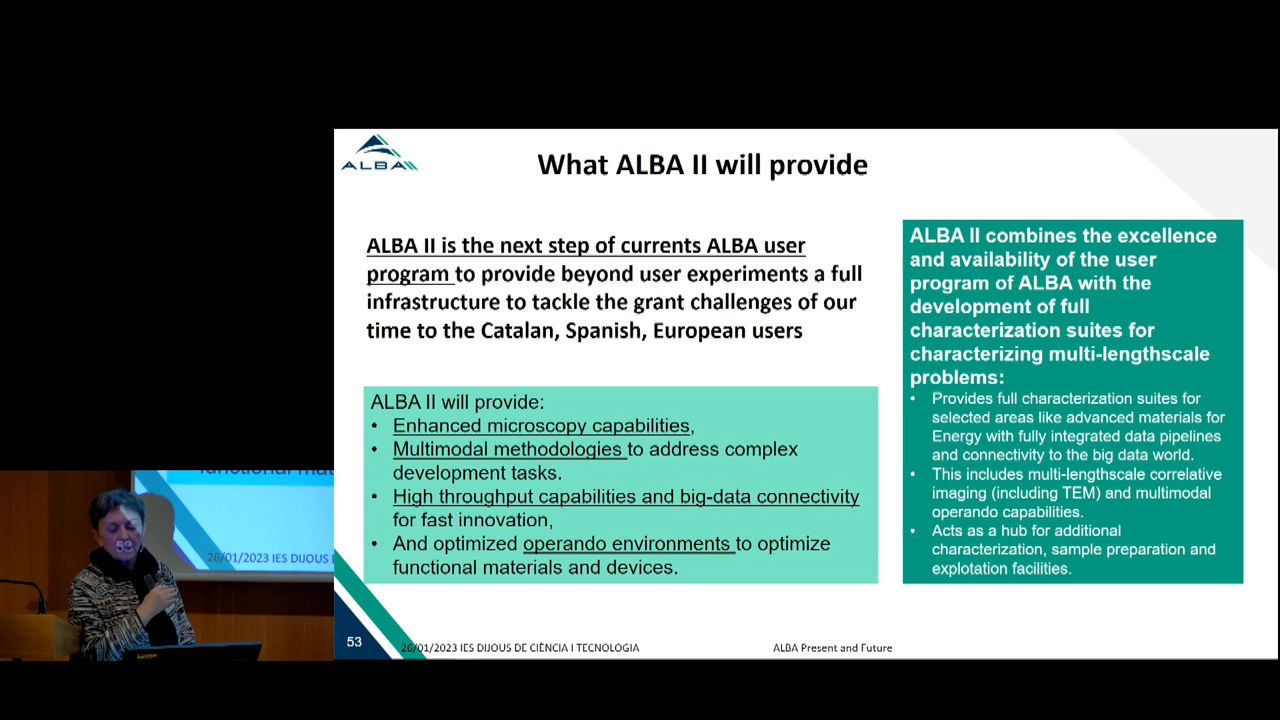 ALBA
What ALBA II will provide
ALBA II is the next step of currents ALBA user
program to provide beyond user experiments a full
infrastructure to tackle the grant challenges of our
time to the Catalan, Spanish, European users
ALBA II will provide:
• Enhanced microscopy capabilities,
• Multimodal methodologies to address complex
development tasks.
• High throughput capabilities and big-data connectivity
for fast innovation,
• And optimized operando environments to optimize
functional materials and devices.
ALBA II combines the excellence
and availability of the user
program of ALBA with the
development of full
characterization suites for
characterizing multi-lengthscale
problems:
• Provides full characterization suites for
selected areas like advanced materials for
Energy with fully integrated data pipelines
and connectivity to the big data world.
• This includes multi-lengthscale correlative
imaging (including TEM) and multimodal
operando capabilities.
• Acts as a hub for additional
characterization, sample preparation and
explotation facilities.
53
26/01/2023 IES DIJOUS DE CIÈNCIA I TECNOLOGIA
ALBA Present and Future
26/01/2023 IES DIJOUS D